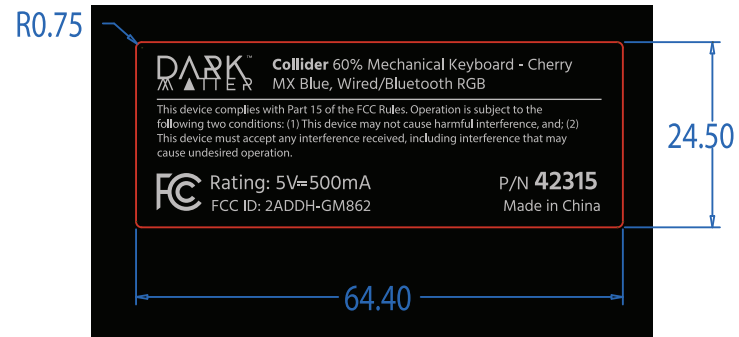 R0.75
DARK™
MATTER
Collider 60% Mechanical Keyboard - Cherry
MX Blue, Wired/Bluetooth RGB
This device complies with Part 15 of the FCC Rules. Operation is subject to the
following two conditions: (1) This device may not cause harmful interference, and; (2)
This device must accept any interference received, including interference that may
cause undesired operation.
FC Rating: 5V⎓500mA
FCC ID: 2ADDH-GM862
P/N 42315
Made in China
24.50
64.40